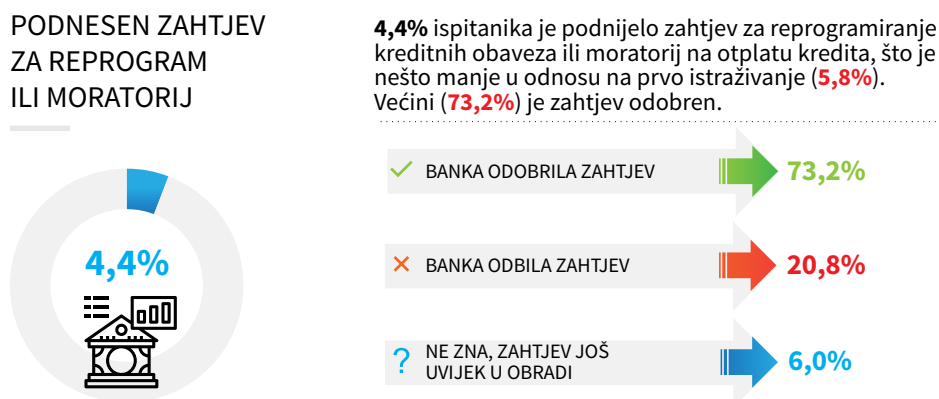 PODNESEN ZAHTJEV
ZA REPROGRAM
ILI MORATORIJ
4,4%
4,4% ispitanika je podnijelo zahtjev za reprogramiranje
kreditnih obaveza ili moratorij na otplatu kredita, što je
nešto manje u odnosu na prvo istraživanje (5,8%).
Većini (73,2%) je zahtjev odobren.
BANKA ODOBRILA ZAHTJEV 73,2%
BANKA ODBILA ZAHTJEV 20,8%
? NE ZNA, ZAHTJEV JOŠ
UVIJEK U OBRADI 6,0%